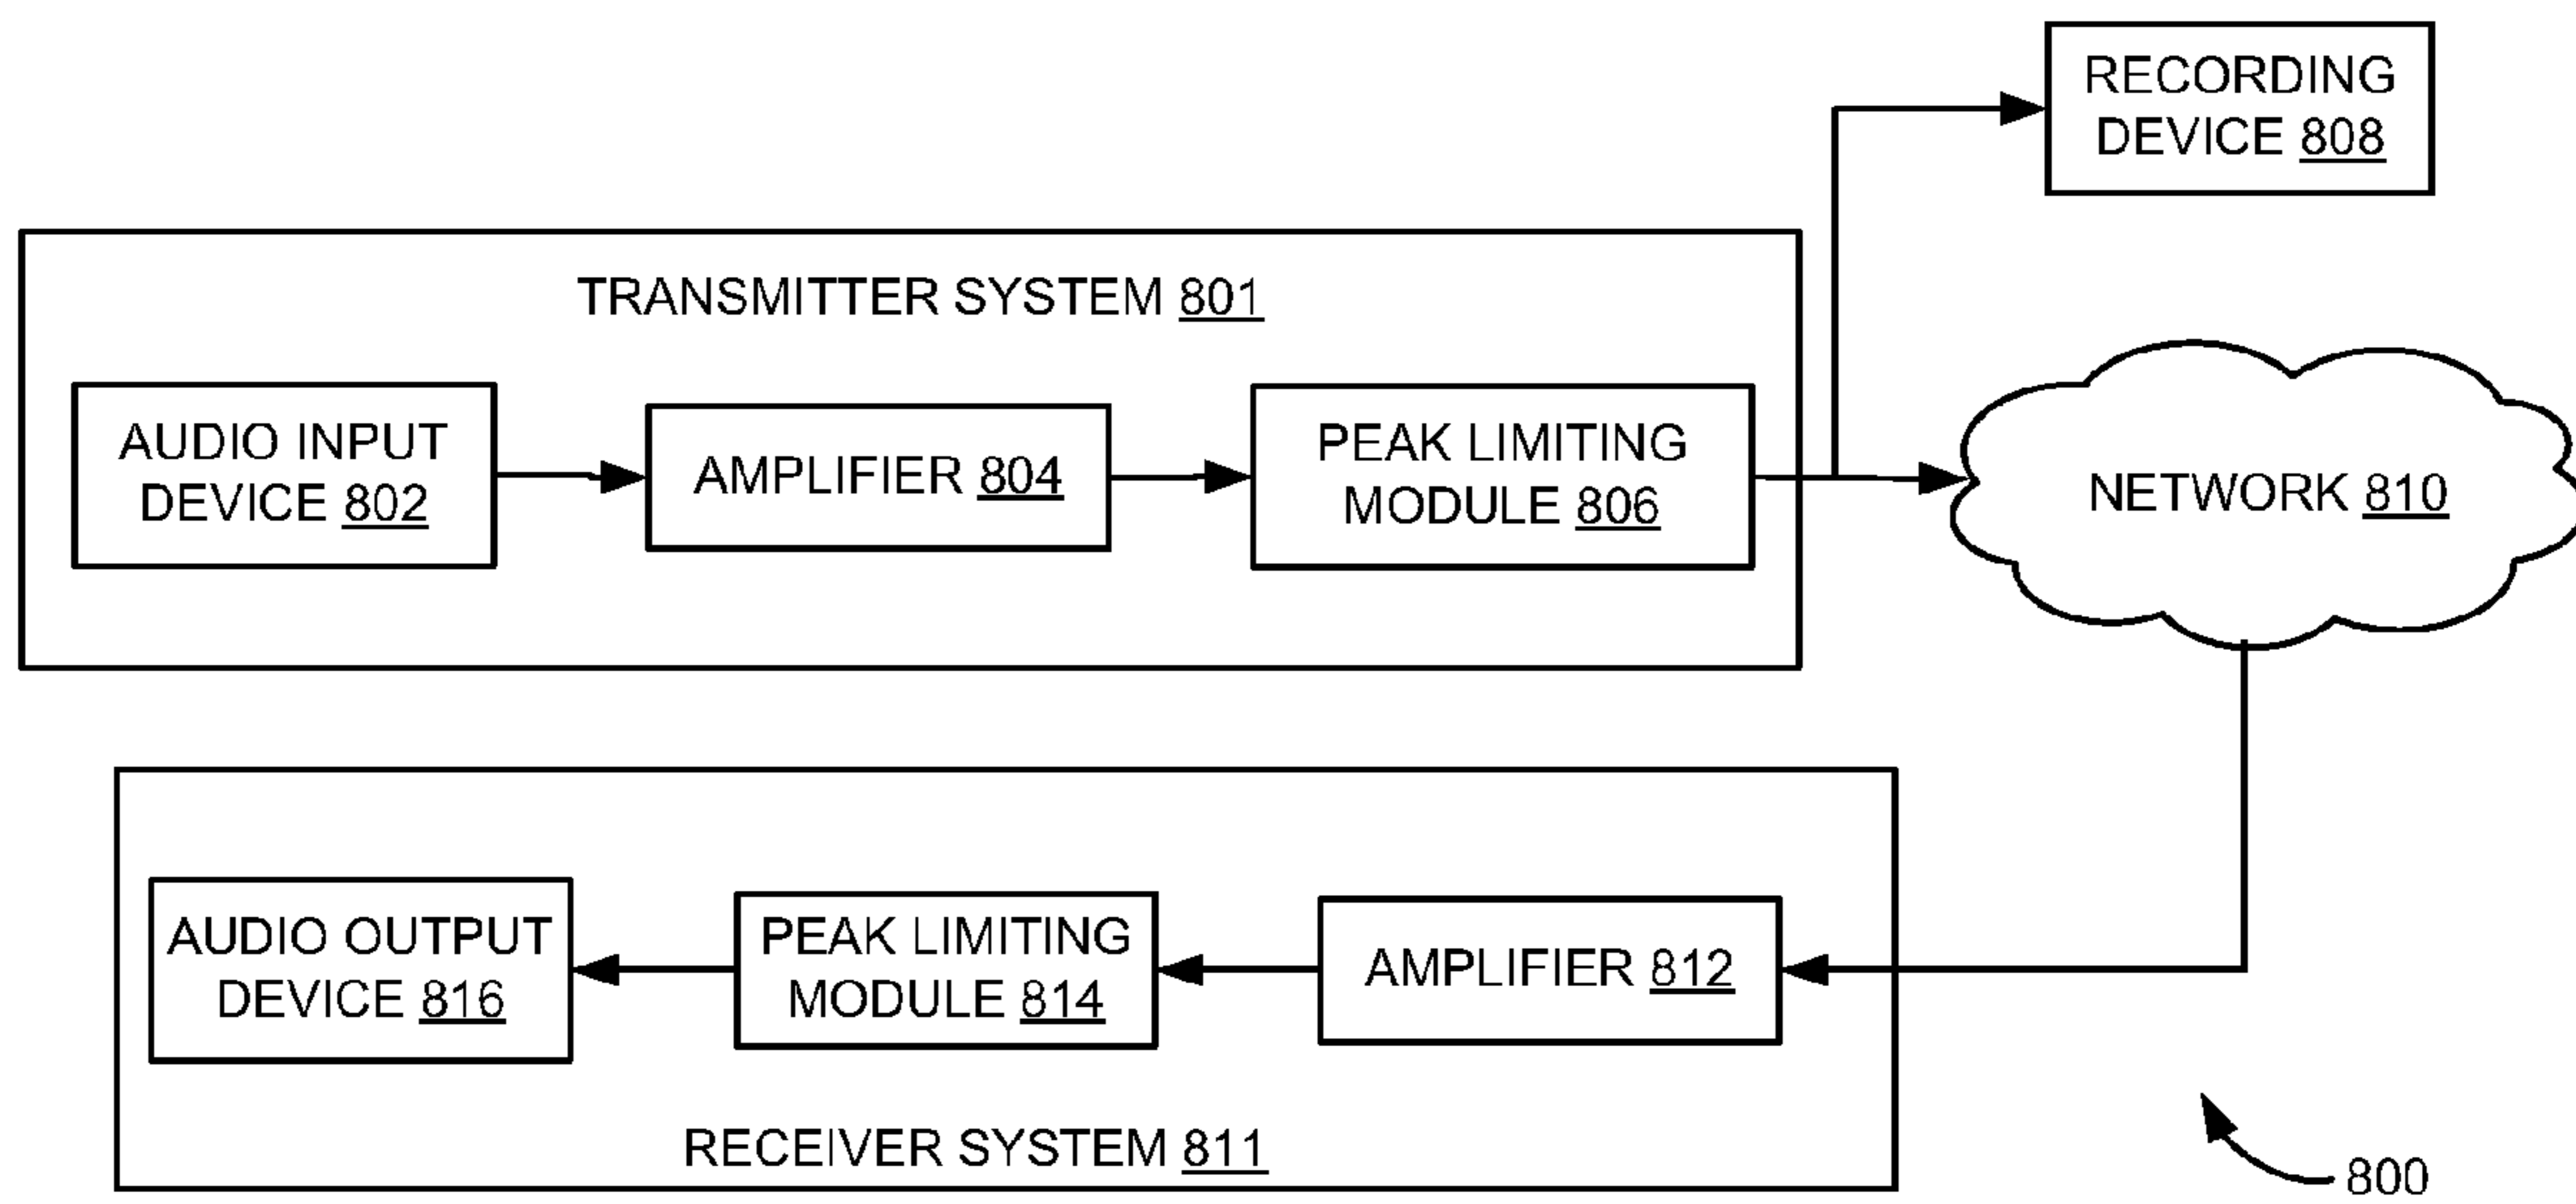 RECORDING
DEVICE 808
TRANSMITTER SYSTEM 801
AUDIO INPUT
DEVICE 802
AMPLIFIER 804
PEAK LIMITING
MODULE 806
NETWORK 810
AUDIO OUTPUT
DEVICE 816
PEAK LIMITING
MODULE 814
AMPLIFIER 812
RECEIVER SYSTEM 811
800